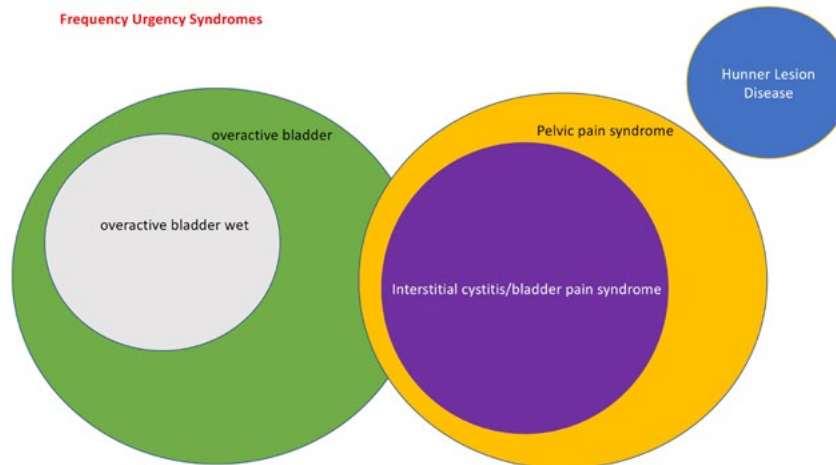 Frequency Urgency Syndromes
Hunner Lesion
Disease
overactive bladder
Pelvic pain syndrome
overactive bladder wet
Interstitial cystitis/bladder pain syndrome